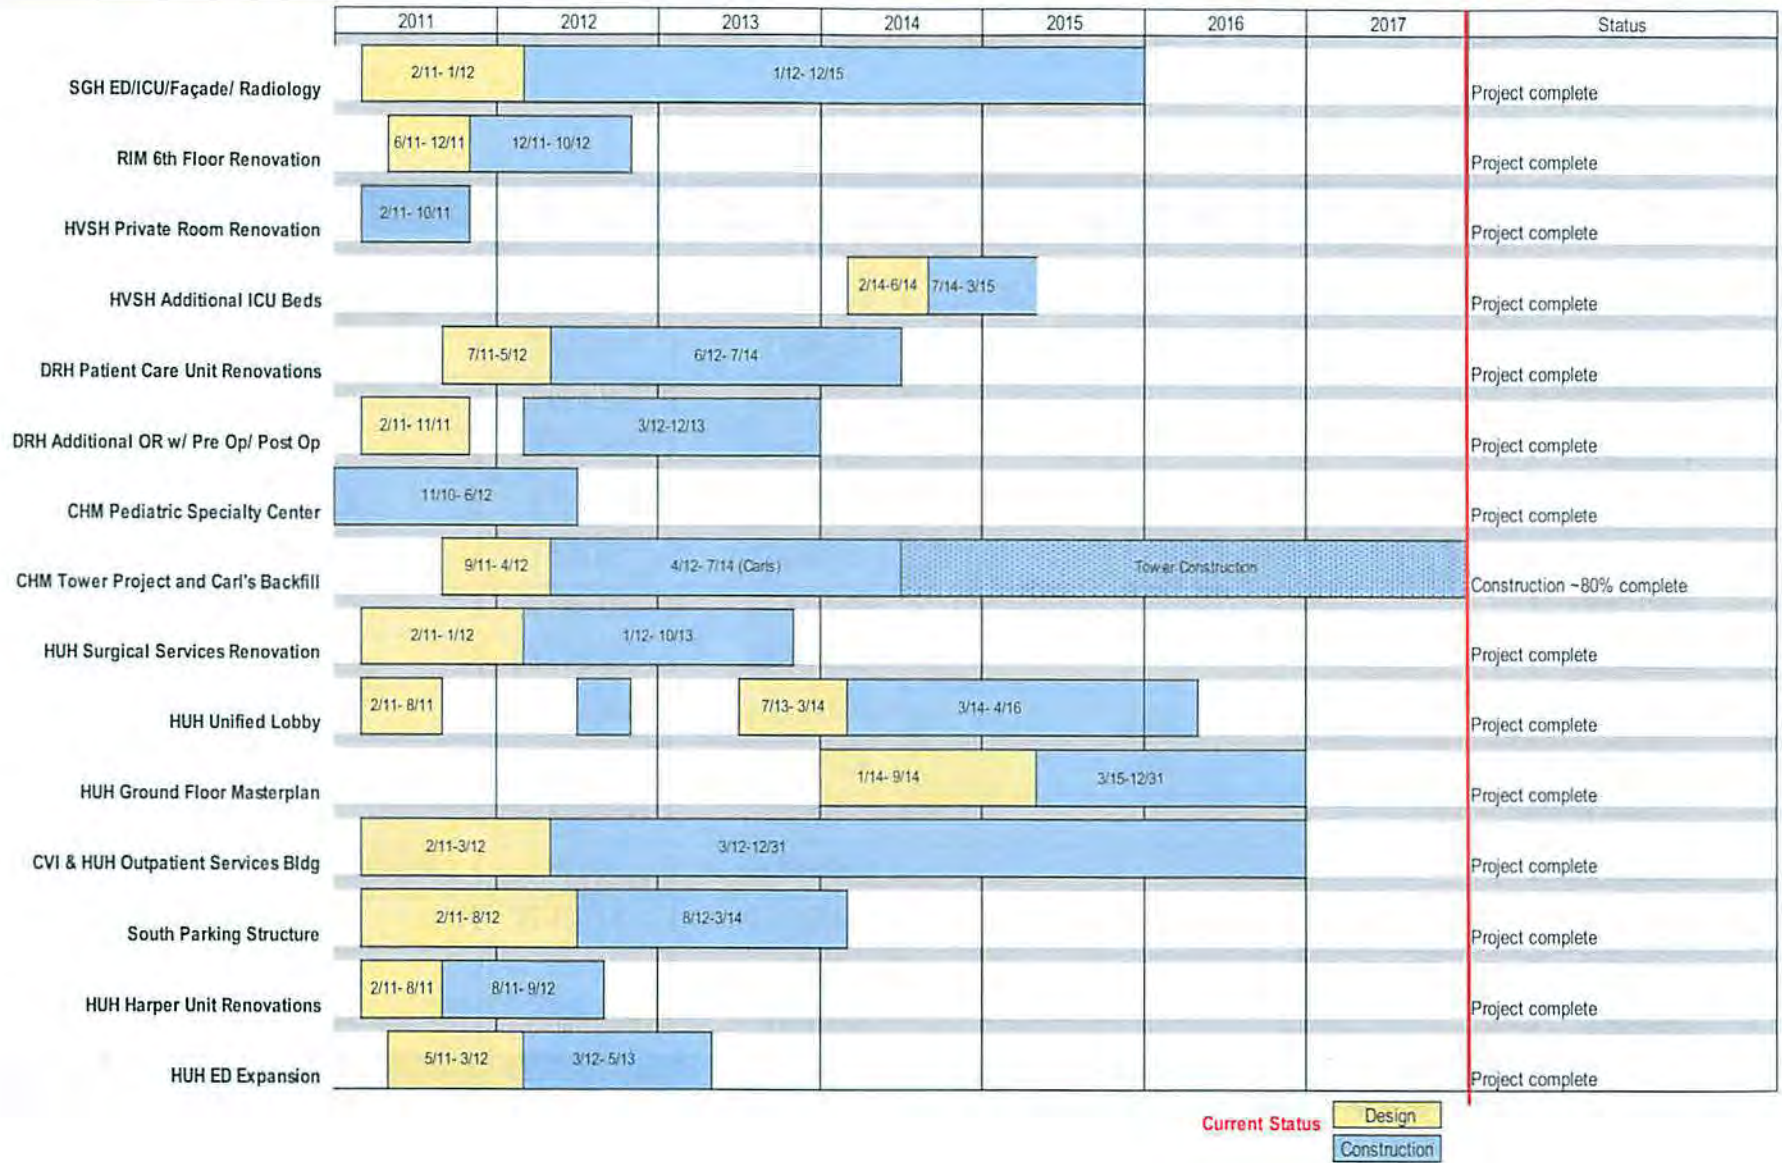 2011 2012 2013 2014 2015 2016 2017 Status
SGH ED/ICU/Façade/ Radiology 2/11- 1/12 1/12- 12/15 Project complete
RIM 6th Floor Renovation 6/11- 12/11 12/11- 10/12 Project complete
HVSH Private Room Renovation 2/11- 10/11 Project complete
HVSH Additional ICU Beds 2/14-6/14 7/14- 3/15 Project complete
DRH Patient Care Unit Renovations 7/11-5/12 6/12- 7/14 Project complete
DRH Additional OR w/ Pre Op/ Post Op 2/11- 11/11 3/12-12/13 Project complete
CHM Pediatric Specialty Center 11/10- 6/12 Project complete
CHM Tower Project and Carl's Backfill 9/11- 4/12 4/12- 7/14 (Carls) Tower Construction Construction ~80% complete
HUH Surgical Services Renovation 2/11- 1/12 1/12- 10/13 Project complete
HUH Unified Lobby 2/11- 8/11 7/13- 3/14 3/14- 4/16 Project complete
HUH Ground Floor Masterplan 1/14- 9/14 3/15-12/31 Project complete
CVI & HUH Outpatient Services Bldg 2/11-3/12 3/12-12/31 Project complete
South Parking Structure 2/11- 8/12 8/12-3/14 Project complete
HUH Harper Unit Renovations 2/11- 8/11 8/11- 9/12 Project complete
HUH ED Expansion 5/11- 3/12 3/12- 5/13 Project complete
Current Status Design
Construction